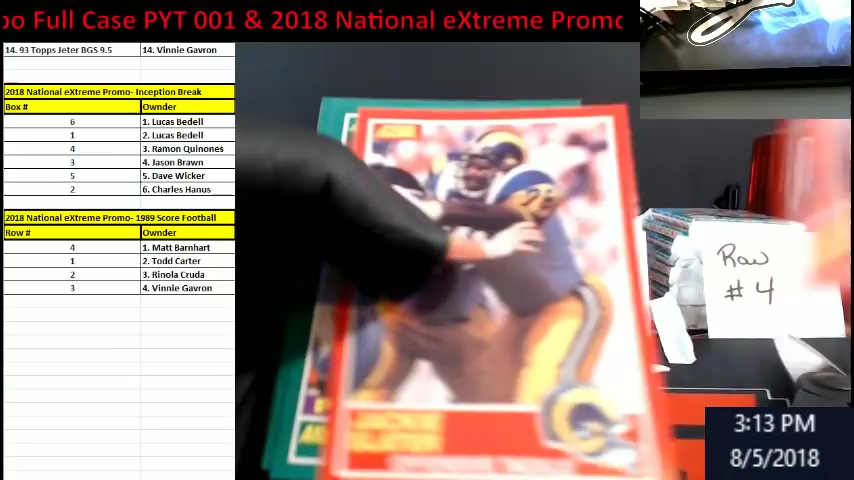 oo Full Case PYT 001 & 2018 National eXtreme Promo
14. 93 Topps Jeter BGS 9.5 14. Vinnie Gavron
2018 National eXtreme Promo- Inception Break
Box # Ownder
6 1. Lucas Bedell
1 2. Lucas Bedell
4 3. Ramon Quinones
3 4. Jason Brawn
5 5. Dave Wicker
2 6. Charles Hanus
2018 National eXtreme Promo- 1989 Score Football
Row # Ownder
4 1. Matt Barnhart
1 2. Todd Carter
2 3. Rinola Cruda
3 4. Vinnie Gavron
JACKIE
SLATER
Row
#4
3:13 PM
8/5/2018